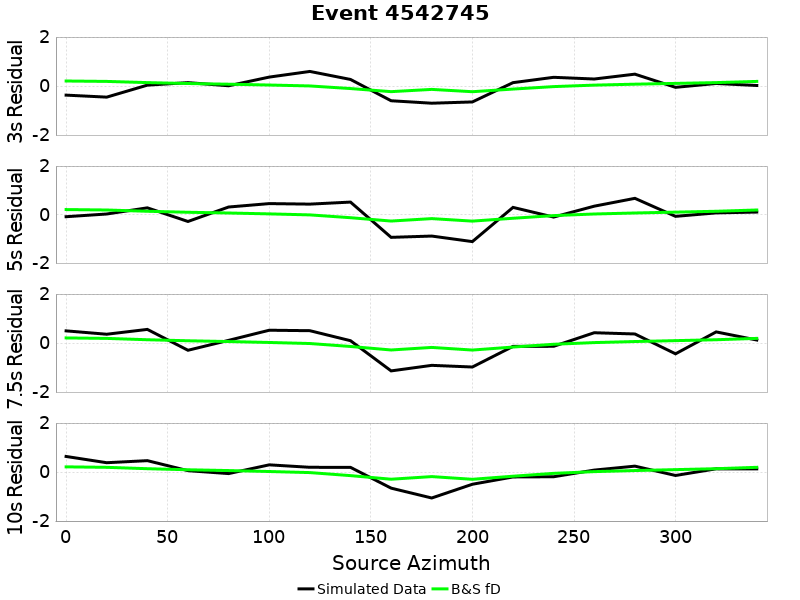 Event 4542745
3s Residual
2
0
-2
5s Residual
2
0
-2
7.5s Residual
2
0
-2
10s Residual
2
0
-2
0 50 100 150 200 250 300
Source Azimuth
Simulated Data B&S fD